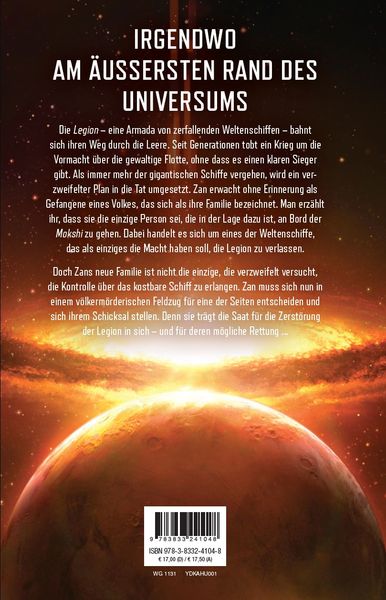 IRGENDWO
AM ÄUSSERSTEN RAND DES
UNIVERSUMS
Die Legion – eine Armada von zerfallenden Weltenschiffen – bahnt
sich ihren Weg durch die Leere. Seit Generationen tobt ein Krieg um die
Vormacht über die gewaltige Flotte, ohne dass es einen klaren Sieger
gibt. Als immer mehr der gigantischen Schiffe vergehen, wird ein ver-
zweifelter Plan in die Tat umgesetzt. Zan erwacht ohne Erinnerung als
Gefangene eines Volkes, das sich als ihre Familie bezeichnet. Man erzählt
ihr, dass sie die einzige Person sei, die in der Lage dazu ist, an Bord der
Mokshi zu gehen. Dabei handelt es sich um eines der Weltenschiffe,
das als einziges die Macht haben soll, die Legion zu verlassen.
Doch Zans neue Familie ist nicht die einzige, die verzweifelt versucht,
die Kontrolle über das kostbare Schiff zu erlangen. Zan muss sich nun in
einem völkermörderischen Feldzug für eine der Seiten entscheiden und
sich ihrem Schicksal stellen. Denn sie trägt die Saat für die Zerstörung
der Legion in sich – und für deren mögliche Rettung ...
9 783833 241048
ISBN 978-3-8332-4104-8
€ 17,00 (D) / € 17,50 (A)
WG 1131 YDKAHU001